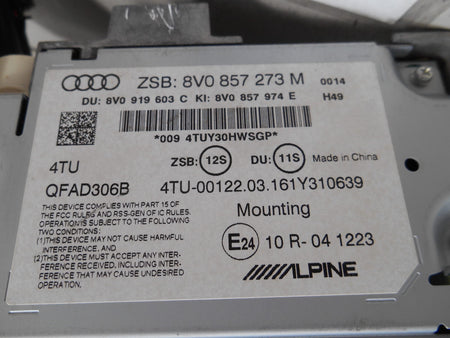 ZSB: 8V0 857 273 M 0014
DU: 8V0 919 603 C KI: 8V0 857 974 E H49
*009 4TUY30HWSGP*
4TU ZSB: 12S DU: 11S Made in China
QFAD306B 4TU-00122.03.161Y310639
THIS DEVICE COMPLIES WITH PART 15 OF
THE FCC RULES AND RSS-GEN OF IC RULES.
OPERATION IS SUBJECT TO THE FOLLOWING
TWO CONDITIONS:
(1)THIS DEVICE MAY NOT CAUSE HARMFUL
INTERFERENCE, AND
(2)THIS DEVICE MUST ACCEPT ANY INTER-
FERENCE RECEIVED, INCLUDING INTER-
FERENCE THAT MAY CAUSE UNDESIRED
OPERATION.
Mounting
E24 10 R-04 1223
ALPINE